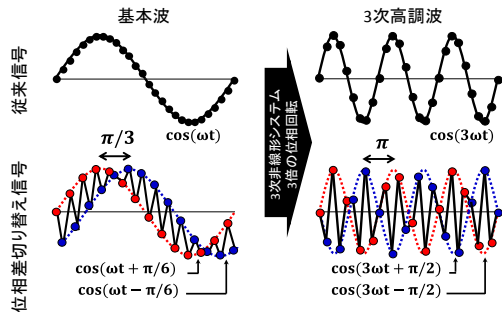 基本波
3次高調波
従来信号
cos(ωt)
3次非線形システム
3倍の位相回転
cos(3ωt)
位相差切り替え信号
π/3
π
cos(ωt + π/6)
cos(ωt − π/6)
cos(3ωt + π/2)
cos(3ωt − π/2)